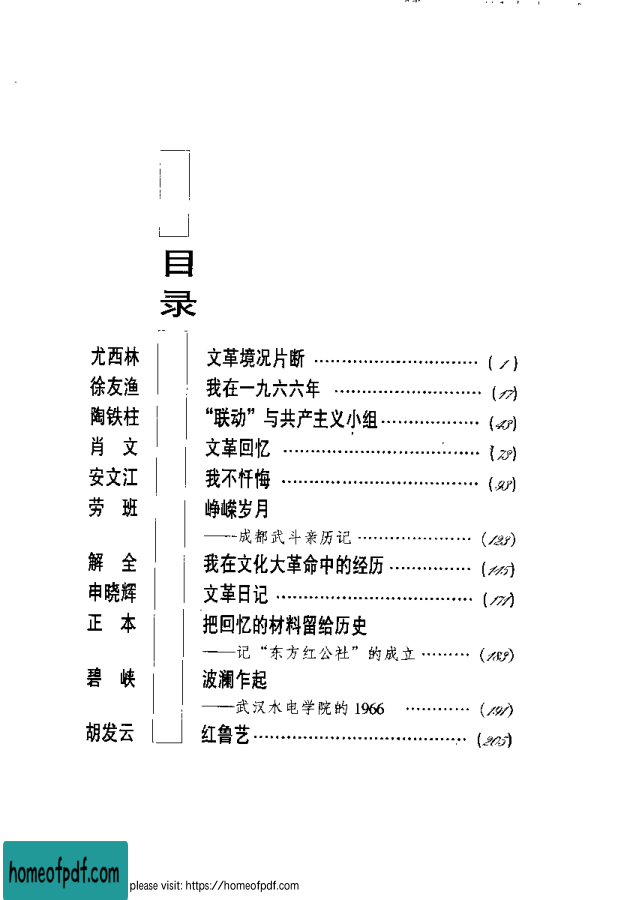 目
录
尤西林 文革境况片断 …………………………（1）
徐友渔 我在一九六六年 ………………………（17）
陶铁柱 “联动”与共产主义小组………………（43）
肖 文 文革回忆 ………………………………（79）
安文江 我不忏悔 ………………………………（93）
劳 班 峥嵘岁月
——成都武斗亲历记 …………………（123）
解 全 我在文化大革命中的经历 ……………（145）
申晓辉 文革日记 ………………………………（171）
正 本 把回忆的材料留给历史
——记“东方红公社”的成立 ………（189）
碧 峡 波澜乍起
——武汉水电学院的1966 …………（191）
胡发云 红鲁艺 …………………………………（205）
homeofpdf.com
please visit: https://homeofpdf.com